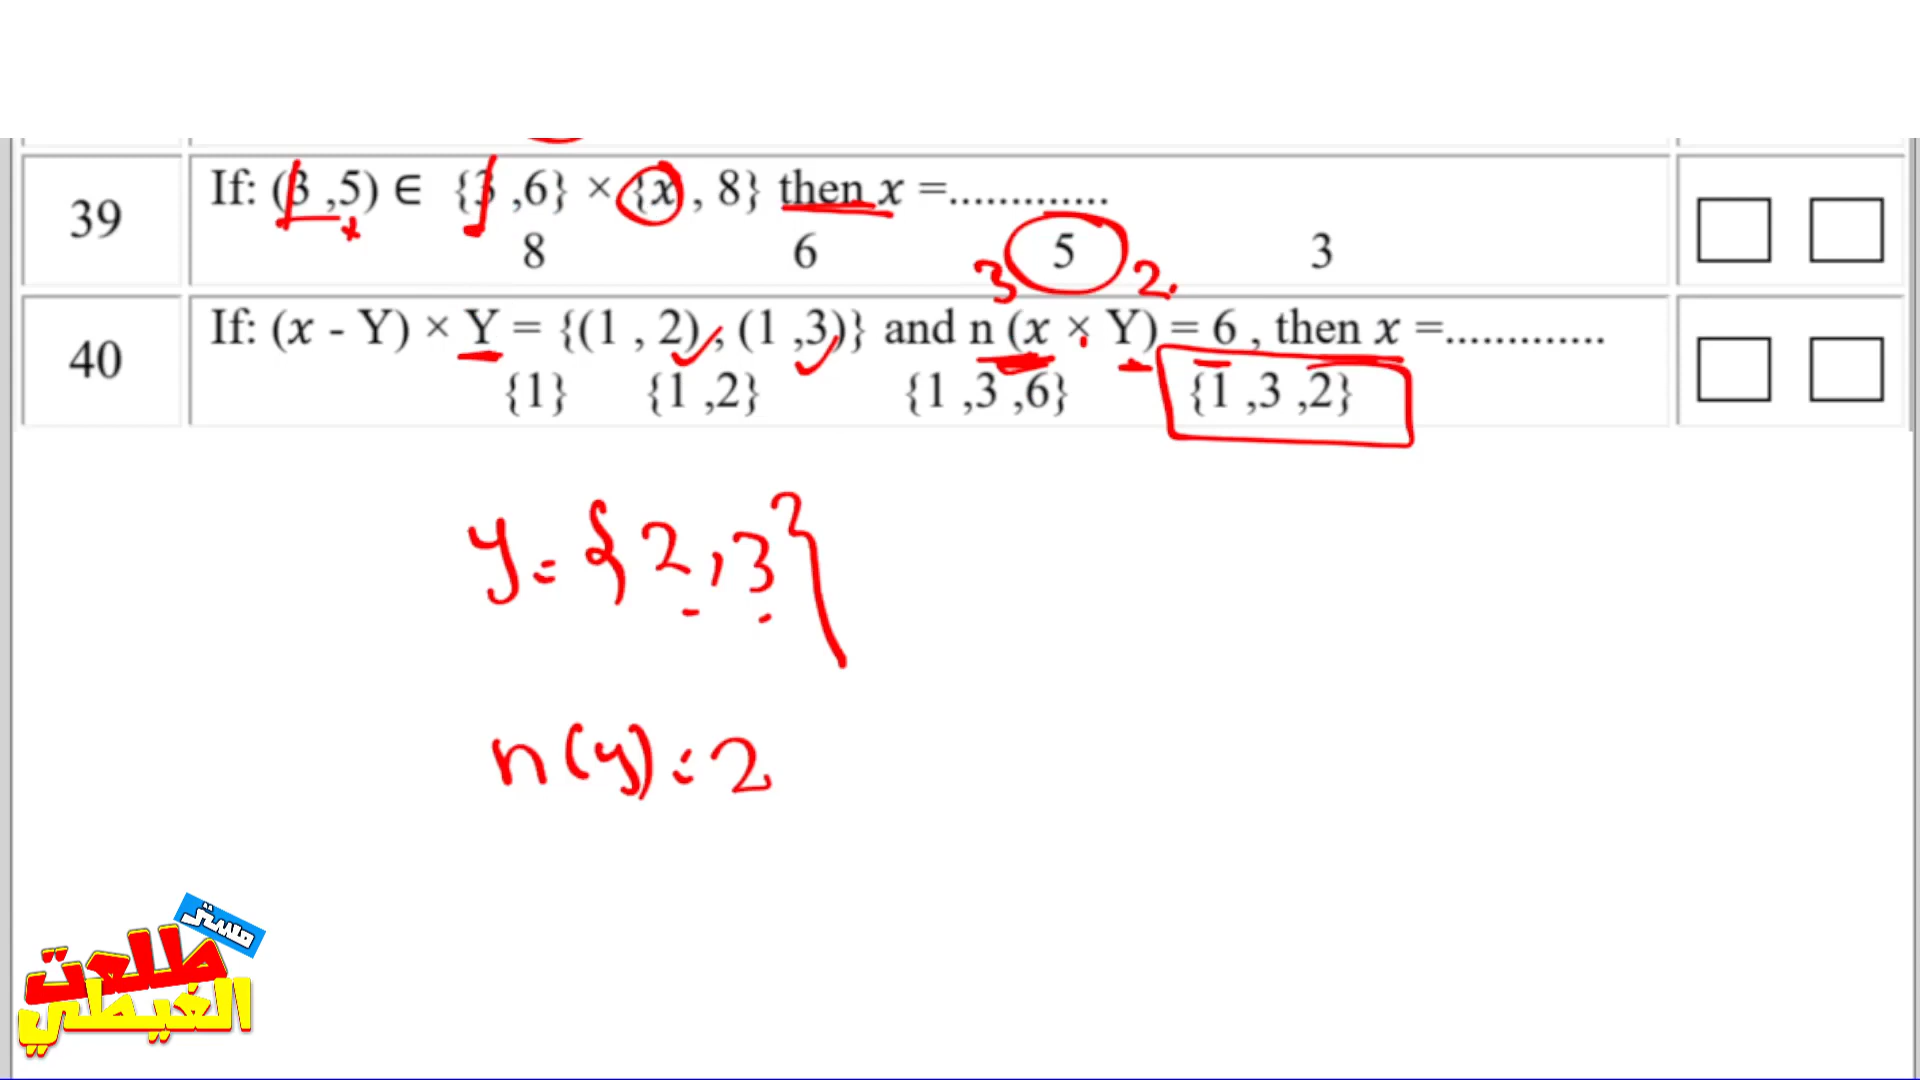 39 If: (3 ,5) ∈ {3 ,6} × {x , 8} then x =.............
8 6 5 3
3 2.
40 If: (x - Y) × Y = {(1 , 2) , (1 ,3)} and n (x × Y) = 6 , then x =.............
{1} {1 ,2} {1 ,3 ,6} {1 ,3 ,2}
y = {2 , 3}
n(y) = 2
مستر
طلعت
الغيطي